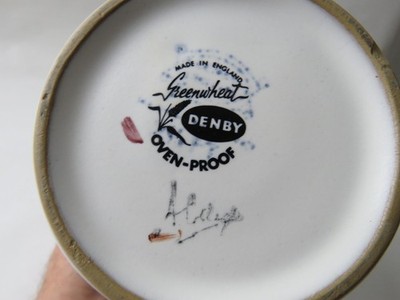 MADE IN ENGLAND
Greenwheat
DENBY
OVEN-PROOF